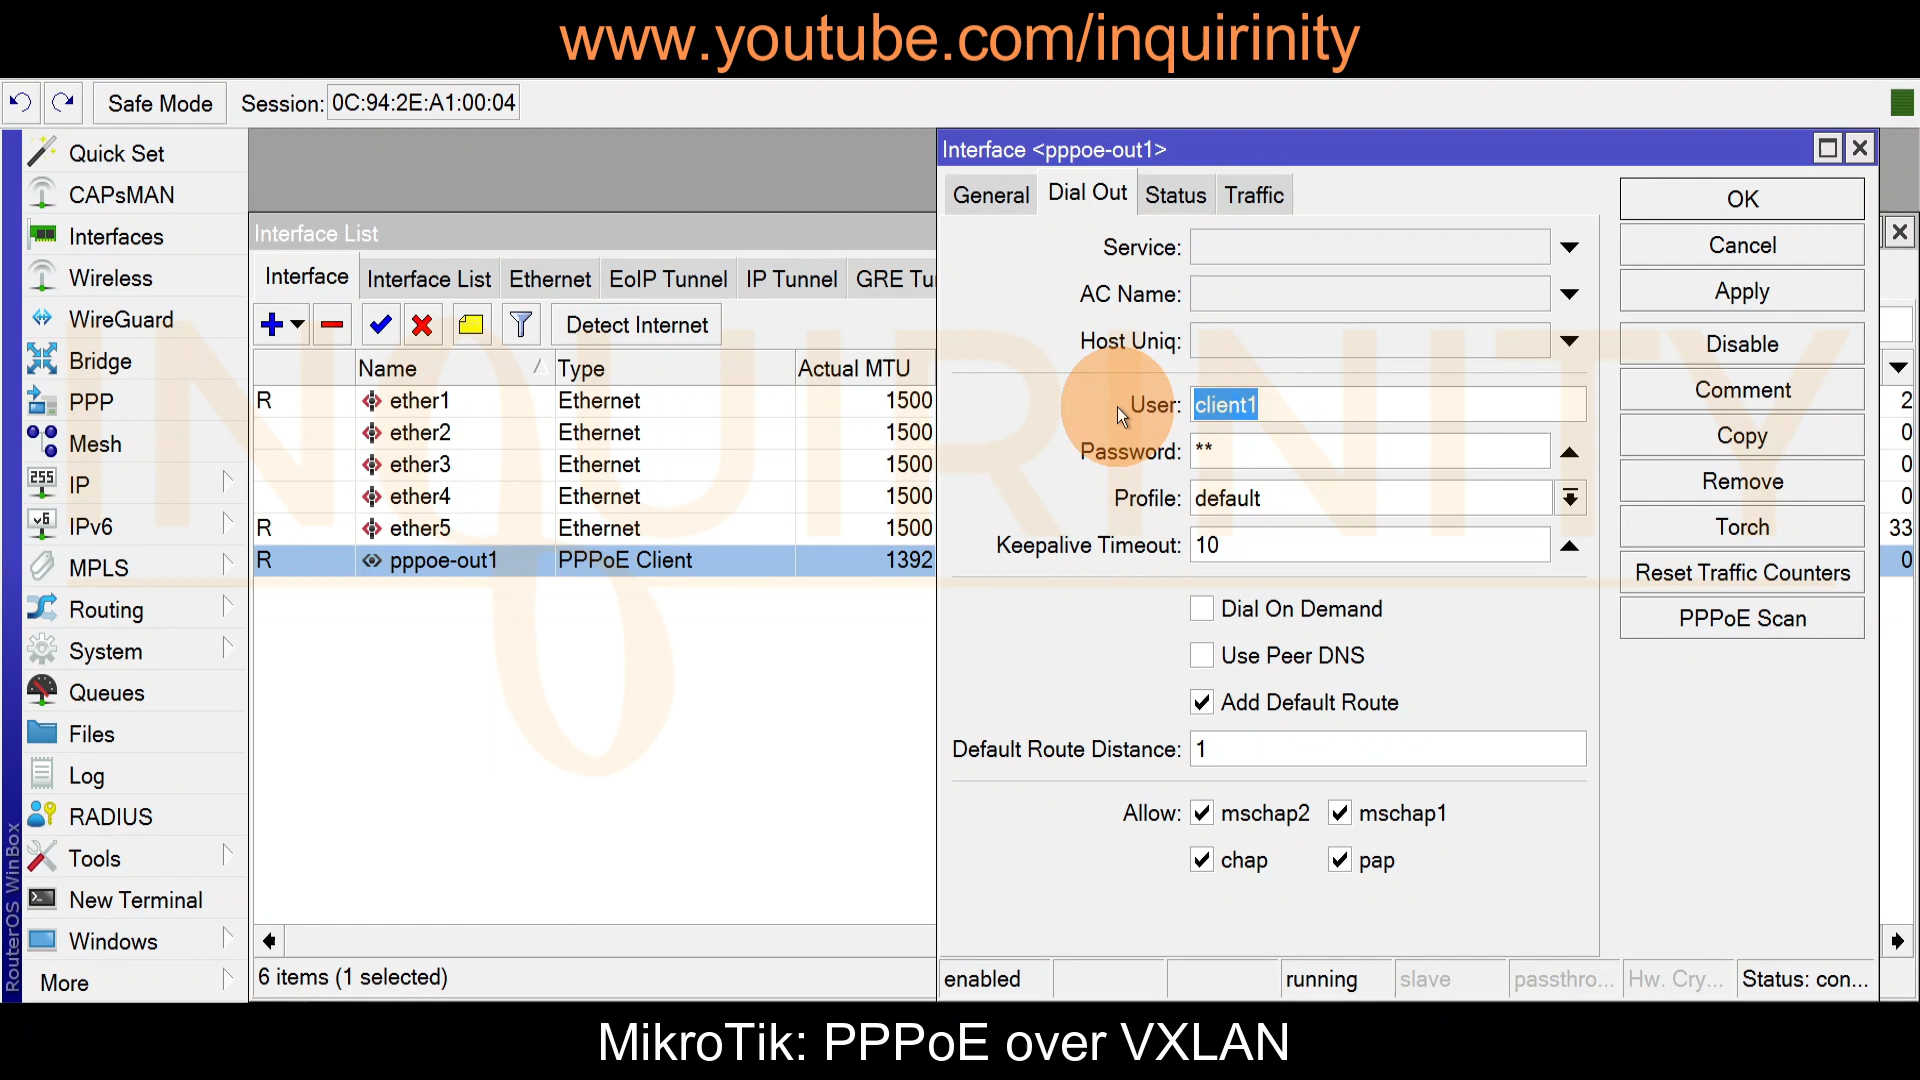 www.youtube.com/inquirinity
Safe Mode Session: 0C:94:2E:A1:00:04
Quick Set
CAPsMAN
Interfaces
Wireless
WireGuard
Bridge
PPP
Mesh
255 IP
v6 IPv6
MPLS
Routing
System
Queues
Files
Log
RADIUS
Tools
New Terminal
Windows
More
RouterOS WinBox
Interface List
Interface Interface List Ethernet EoIP Tunnel IP Tunnel GRE Tu
Detect Internet
Name Type Actual MTU
R ether1 Ethernet 1500
ether2 Ethernet 1500
ether3 Ethernet 1500
ether4 Ethernet 1500
R ether5 Ethernet 1500
R pppoe-out1 PPPoE Client 1392
6 items (1 selected)
Interface <pppoe-out1>
General Dial Out Status Traffic
Service:
AC Name:
Host Uniq:
User: client1
Password: **
Profile: default
Keepalive Timeout: 10
Dial On Demand
Use Peer DNS
Add Default Route
Default Route Distance: 1
Allow: mschap2 mschap1
chap pap
OK
Cancel
Apply
Disable
Comment
Copy
Remove
Torch
Reset Traffic Counters
PPPoE Scan
enabled running slave passthro... Hw. Cry... Status: con...
2
0
0
0
33
0
INQUIRINITY
MikroTik: PPPoE over VXLAN